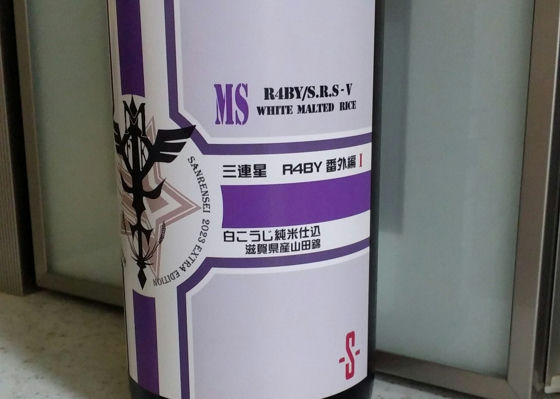 MS
R4BY/S.R.S-V
WHITE MALTED RICE
三連星 R4BY 番外編 I
SANRENSEI 2023 EXTRA EDITION
白こうじ純米仕込
滋賀県産山田錦
-S-